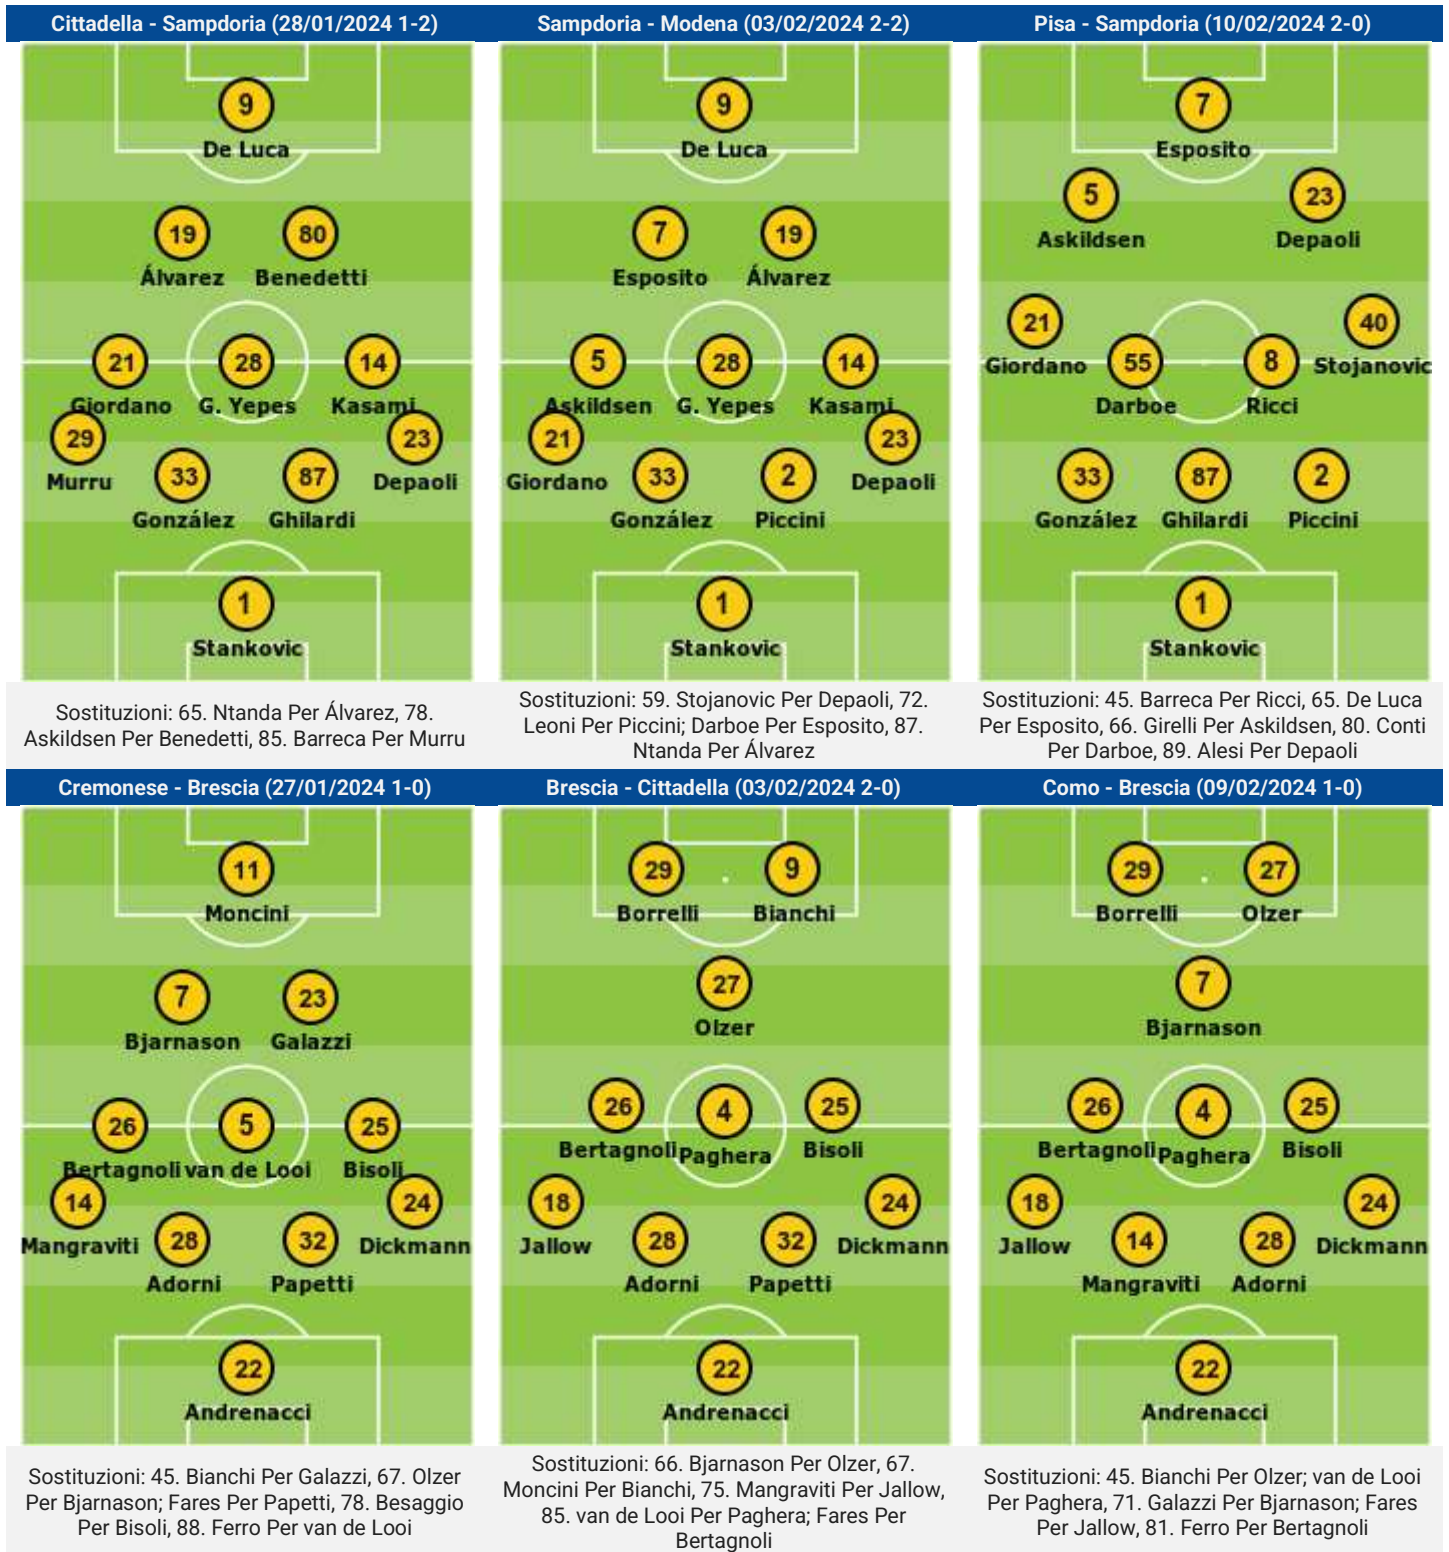 Cittadella - Sampdoria (28/01/2024 1-2)
9
De Luca
19
80
Álvarez
Benedetti
21
28
14
Giordano
G. Yepes
Kasami
29
23
Murru
33
87
Depaoli
González
Ghilardi
1
Stankovic
Sostituzioni: 65. Ntanda Per Álvarez, 78.
Askildsen Per Benedetti, 85. Barreca Per Murru
Sampdoria - Modena (03/02/2024 2-2)
9
De Luca
7
19
Esposito
Álvarez
5
28
14
Askildsen
G. Yepes
Kasami
21
23
Giordano
33
2
Depaoli
González
Piccini
1
Stankovic
Sostituzioni: 59. Stojanovic Per Depaoli, 72.
Leoni Per Piccini; Darboe Per Esposito, 87.
Ntanda Per Álvarez
Pisa - Sampdoria (10/02/2024 2-0)
7
Esposito
5
23
Askildsen
Depaoli
21
40
Giordano
55
8
Stojanovic
Darboe
Ricci
33
87
2
González
Ghilardi
Piccini
1
Stankovic
Sostituzioni: 45. Barreca Per Ricci, 65. De Luca
Per Esposito, 66. Girelli Per Askildsen, 80. Conti
Per Darboe, 89. Alesi Per Depaoli
Cremonese - Brescia (27/01/2024 1-0)
11
Moncini
7
23
Bjarnason
Galazzi
26
5
25
Bertagnoli
van de Looi
Bisoli
14
24
Mangraviti
28
32
Dickmann
Adorni
Papetti
22
Andrenacci
Sostituzioni: 45. Bianchi Per Galazzi, 67. Olzer
Per Bjarnason; Fares Per Papetti, 78. Besaggio
Per Bisoli, 88. Ferro Per van de Looi
Brescia - Cittadella (03/02/2024 2-0)
29
9
Borrelli
Bianchi
27
Olzer
26
4
25
Bertagnoli
Paghera
Bisoli
18
24
Jallow
28
32
Dickmann
Adorni
Papetti
22
Andrenacci
Sostituzioni: 66. Bjarnason Per Olzer, 67.
Moncini Per Bianchi, 75. Mangraviti Per Jallow,
85. van de Looi Per Paghera; Fares Per
Bertagnoli
Como - Brescia (09/02/2024 1-0)
29
27
Borrelli
Olzer
7
Bjarnason
26
4
25
Bertagnoli
Paghera
Bisoli
18
24
Jallow
14
28
Dickmann
Mangraviti
Adorni
22
Andrenacci
Sostituzioni: 45. Bianchi Per Olzer; van de Looi
Per Paghera, 71. Galazzi Per Bjarnason; Fares
Per Jallow, 81. Ferro Per Bertagnoli